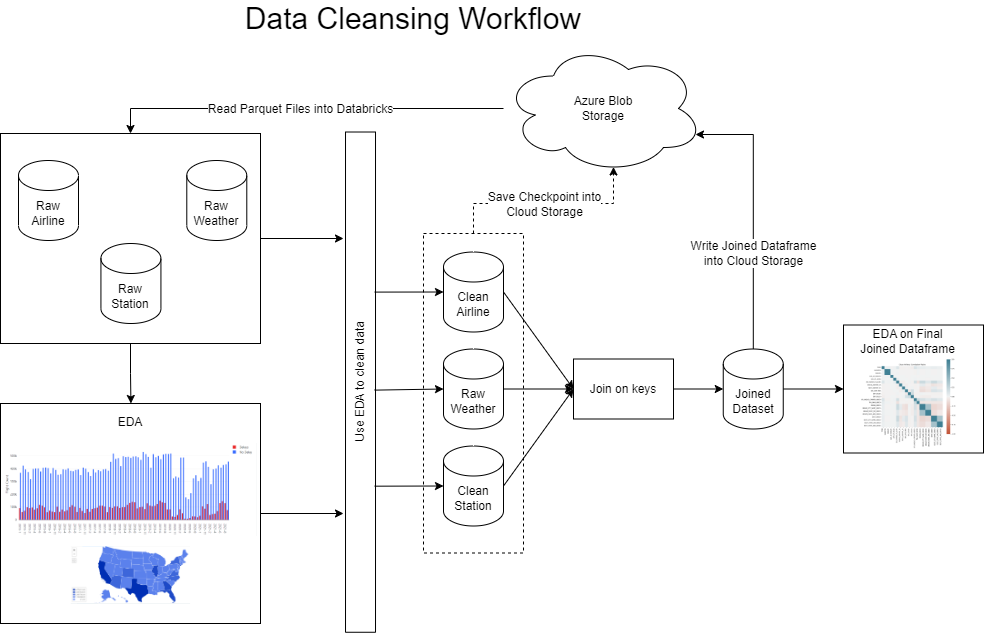 Data Cleansing Workflow
Azure Blob
Storage
Read Parquet Files into Databricks
Raw
Airline
Raw
Weather
Raw
Station
Save Checkpoint into
Cloud Storage
Write Joined Dataframe
into Cloud Storage
Use EDA to clean data
Clean
Airline
Raw
Weather
Clean
Station
Join on keys
Joined
Dataset
EDA on Final
Joined Dataframe
EDA